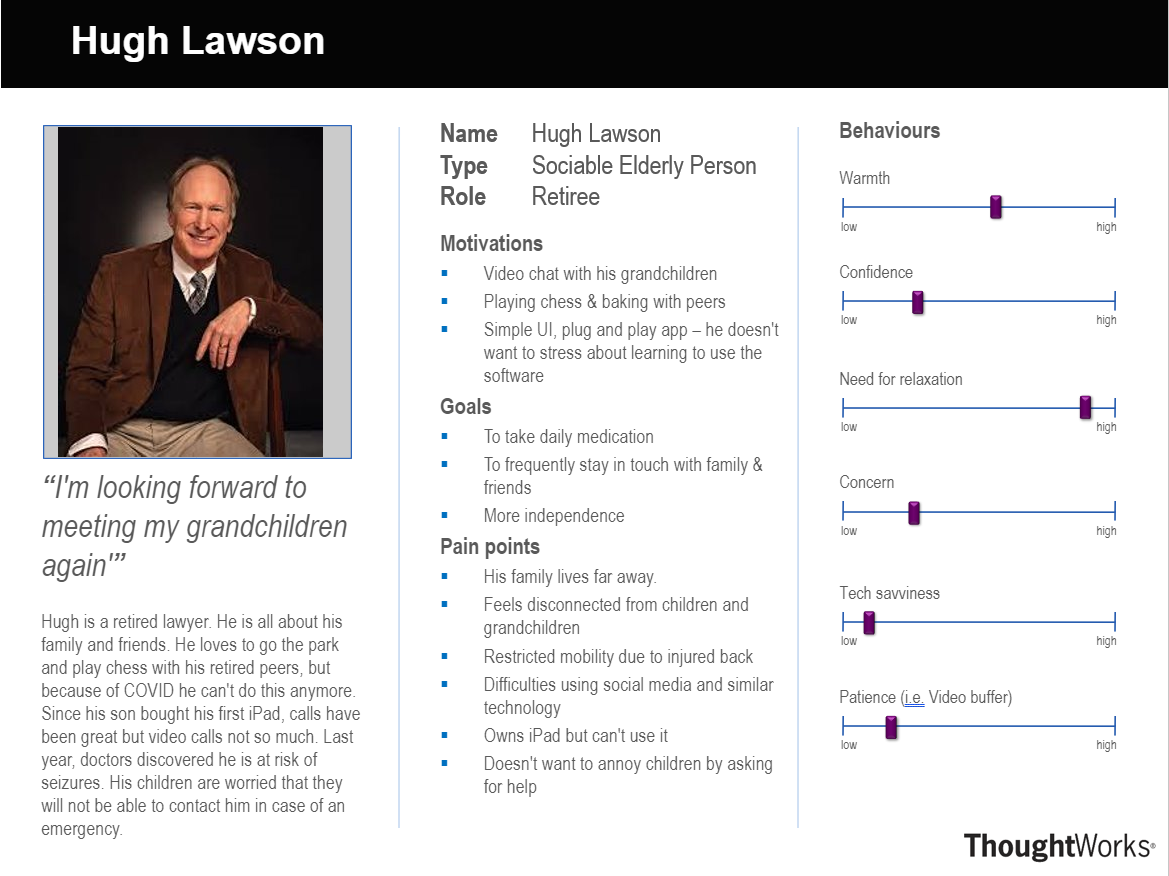 Hugh Lawson
“I'm looking forward to
meeting my grandchildren
again'”
Hugh is a retired lawyer. He is all about his
family and friends. He loves to go the park
and play chess with his retired peers, but
because of COVID he can't do this anymore.
Since his son bought his first iPad, calls have
been great but video calls not so much. Last
year, doctors discovered he is at risk of
seizures. His children are worried that they
will not be able to contact him in case of an
emergency.
Name Hugh Lawson
Type Sociable Elderly Person
Role Retiree
Motivations
▪ Video chat with his grandchildren
▪ Playing chess & baking with peers
▪ Simple UI, plug and play app – he doesn't
want to stress about learning to use the
software
Goals
▪ To take daily medication
▪ To frequently stay in touch with family &
friends
▪ More independence
Pain points
▪ His family lives far away.
▪ Feels disconnected from children and
grandchildren
▪ Restricted mobility due to injured back
▪ Difficulties using social media and similar
technology
▪ Owns iPad but can't use it
▪ Doesn't want to annoy children by asking
for help
Behaviours
Warmth
low high
Confidence
low high
Need for relaxation
low high
Concern
low high
Tech savviness
low high
Patience (i.e. Video buffer)
low high
ThoughtWorks®